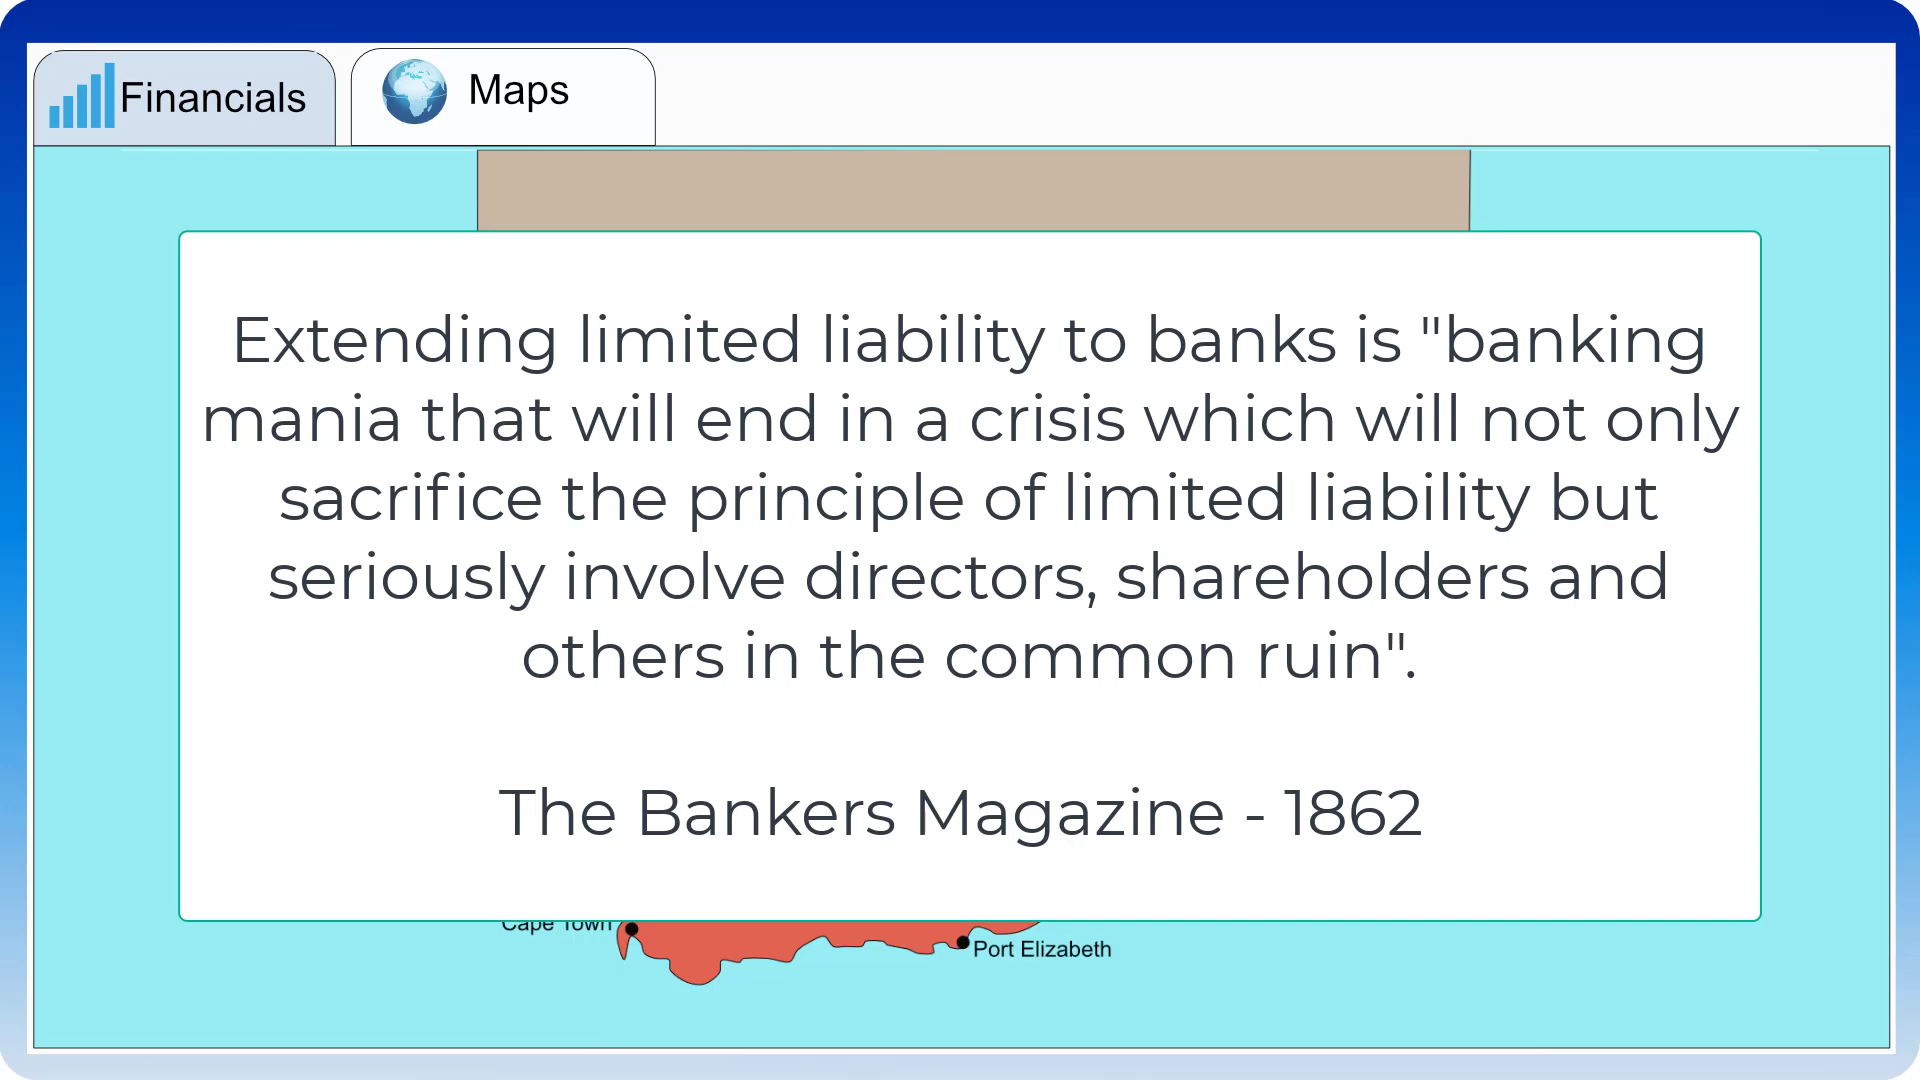 Financials
Maps
Extending limited liability to banks is "banking
mania that will end in a crisis which will not only
sacrifice the principle of limited liability but
seriously involve directors, shareholders and
others in the common ruin".
The Bankers Magazine - 1862
Cape Town
Port Elizabeth